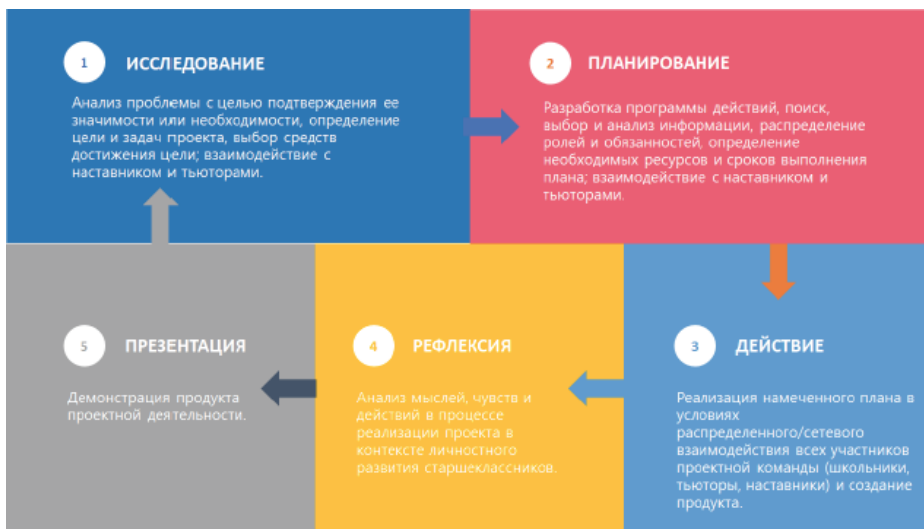 1 ИССЛЕДОВАНИЕ
Анализ проблемы с целью подтверждения ее
значимости или необходимости, определение
цели и задач проекта, выбор средств
достижения цели; взаимодействие с
наставником и тьюторами.
2 ПЛАНИРОВАНИЕ
Разработка программы действий, поиск,
выбор и анализ информации, распределение
ролей и обязанностей, определение
необходимых ресурсов и сроков выполнения
плана; взаимодействие с наставником и
тьюторами.
3 ДЕЙСТВИЕ
Реализация намеченного плана в
условиях
распределенного/сетевого
взаимодействия всех участников
проектной команды (школьники,
тьюторы, наставники) и создание
продукта.
4 РЕФЛЕКСИЯ
Анализ мыслей, чувств и
действий в процессе
реализации проекта в
контексте личностного
развития старшеклассников.
5 ПРЕЗЕНТАЦИЯ
Демонстрация продукта
проектной деятельности.